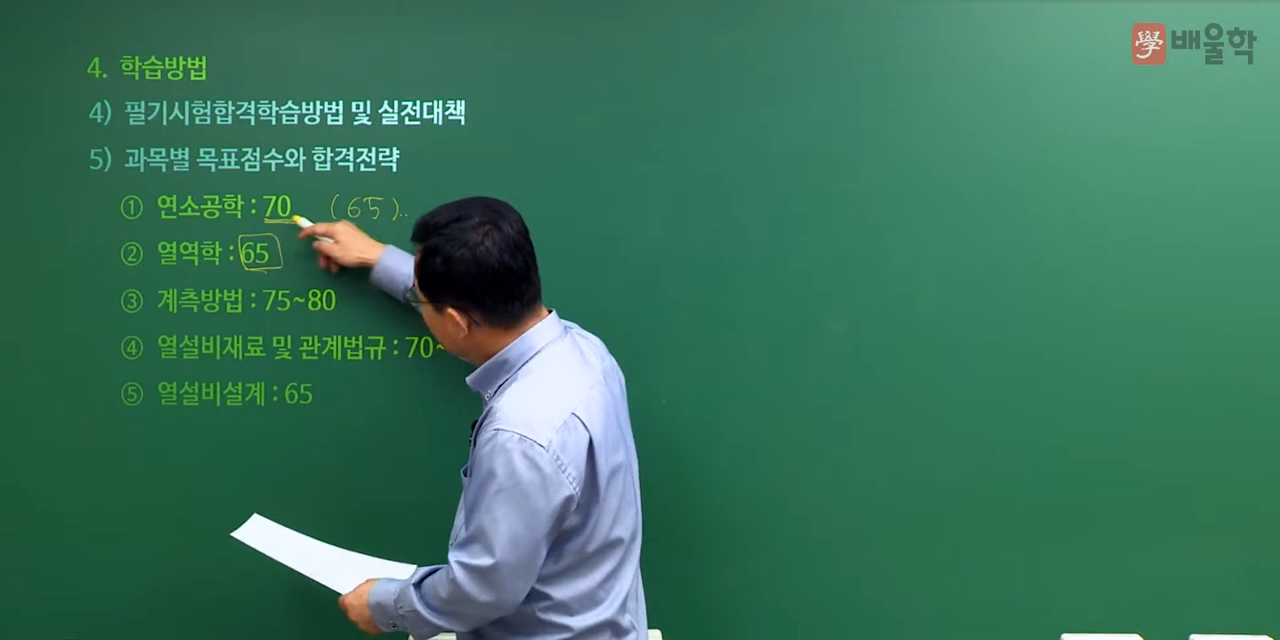 學 배울학
4. 학습방법
4) 필기시험합격학습방법 및 실전대책
5) 과목별 목표점수와 합격전략
① 연소공학 : 70 (65)..
② 열역학 : 65
③ 계측방법 : 75~80
④ 열설비재료 및 관계법규 : 70~
⑤ 열설비설계 : 65